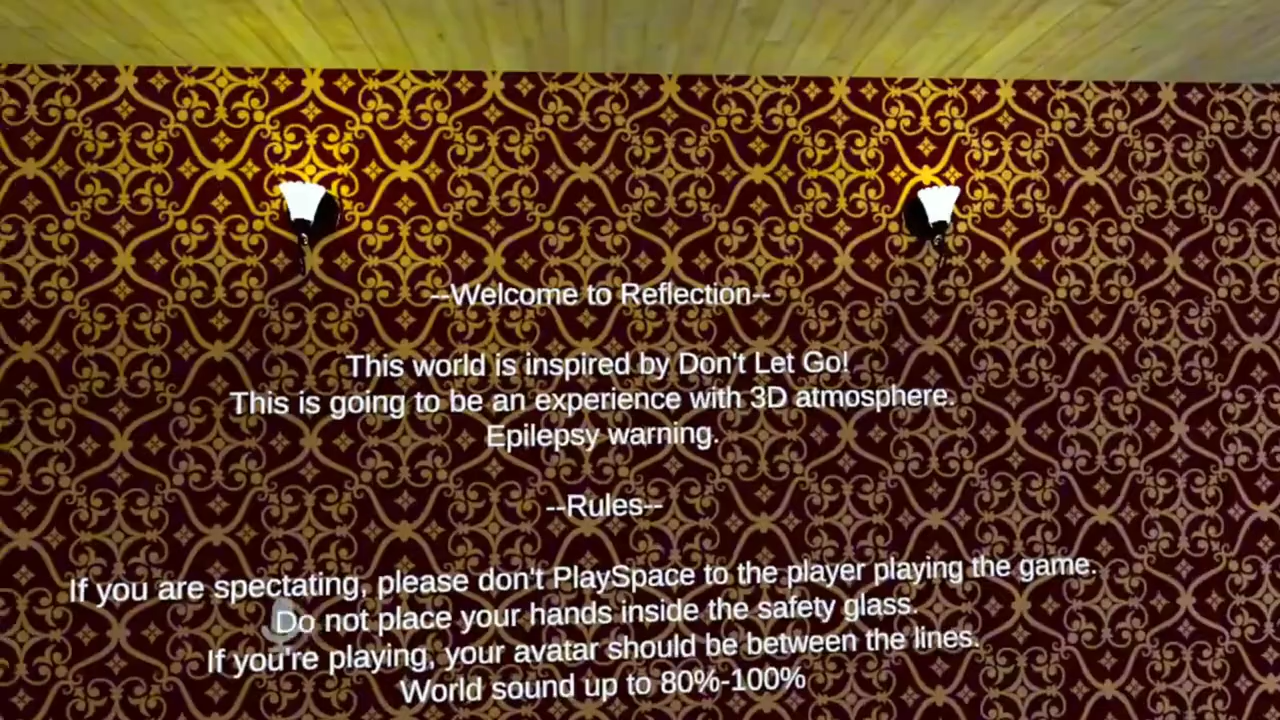 --Welcome to Reflection--
This world is inspired by Don't Let Go!
This is going to be an experience with 3D atmosphere.
Epilepsy warning.
--Rules--
If you are spectating, please don't PlaySpace to the player playing the game.
Do not place your hands inside the safety glass.
If you're playing, your avatar should be between the lines.
World sound up to 80%-100%